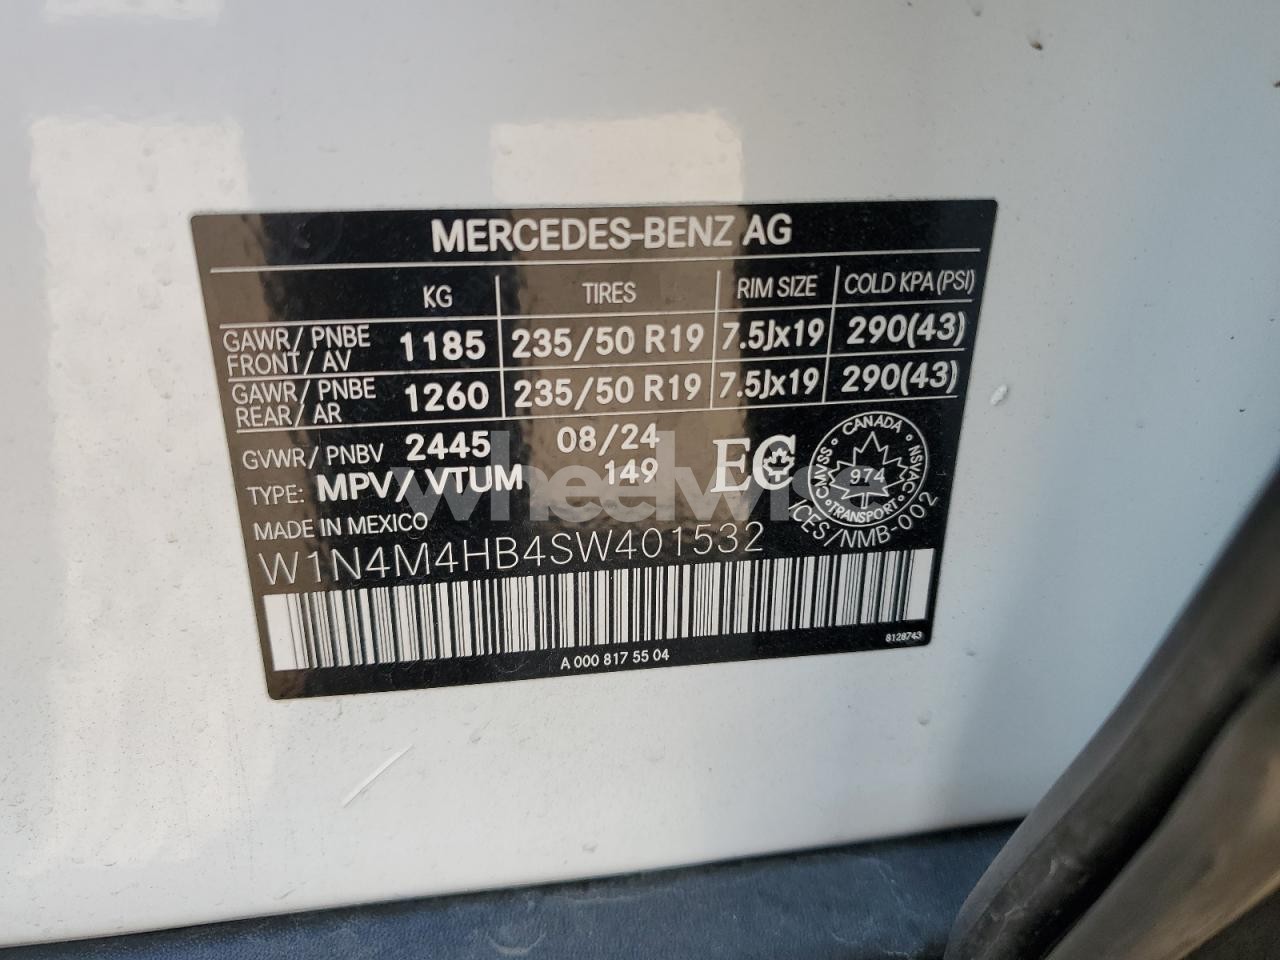 MERCEDES-BENZ AG
KG TIRES RIM SIZE COLD KPA (PSI)
GAWR/ PNBE FRONT/ AV 1185 235/50 R19 7.5Jx19 290(43)
GAWR/ PNBE REAR/ AR 1260 235/50 R19 7.5Jx19 290(43)
GVWR/ PNBV 2445 08/24
TYPE: MPV/ VTUM 149
EC
CANADA
CMVSS 974 NSVAC
TRANSPORT
ICES/NMB-002
wheelwise
MADE IN MEXICO
W1N4M4HB4SW401532
8128743
A 000 817 55 04